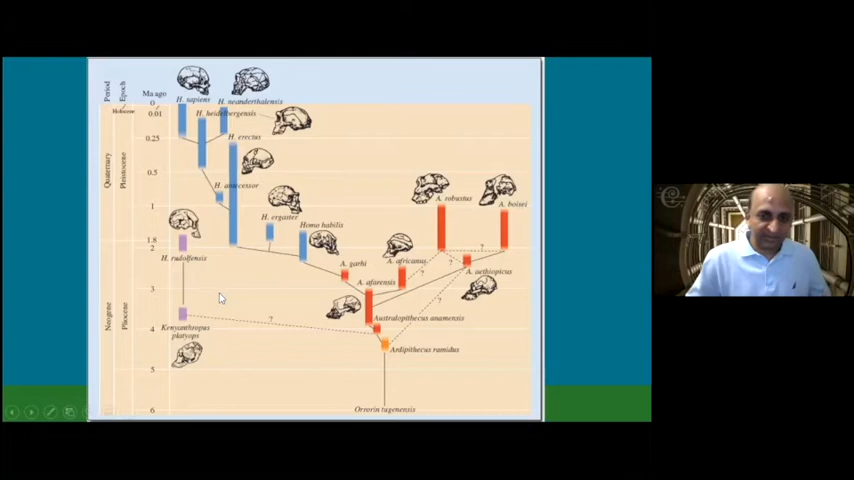 Period
Epoch
Ma ago
Holocene
Quaternary
Pleistocene
Neogene
Pliocene
0
0.01
0.25
0.5
1
1.8
2
3
4
5
6
H. sapiens
H. neanderthalensis
H. heidelbergensis
H. erectus
H. antecessor
H. ergaster
Homo habilis
H. rudolfensis
A. robustus
A. boisei
?
A. garhi
A. africanus
?
?
A. aethiopicus
A. afarensis
?
Australopithecus anamensis
Kenyanthropus
platyops
?
Ardipithecus ramidus
Orrorin tugenensis